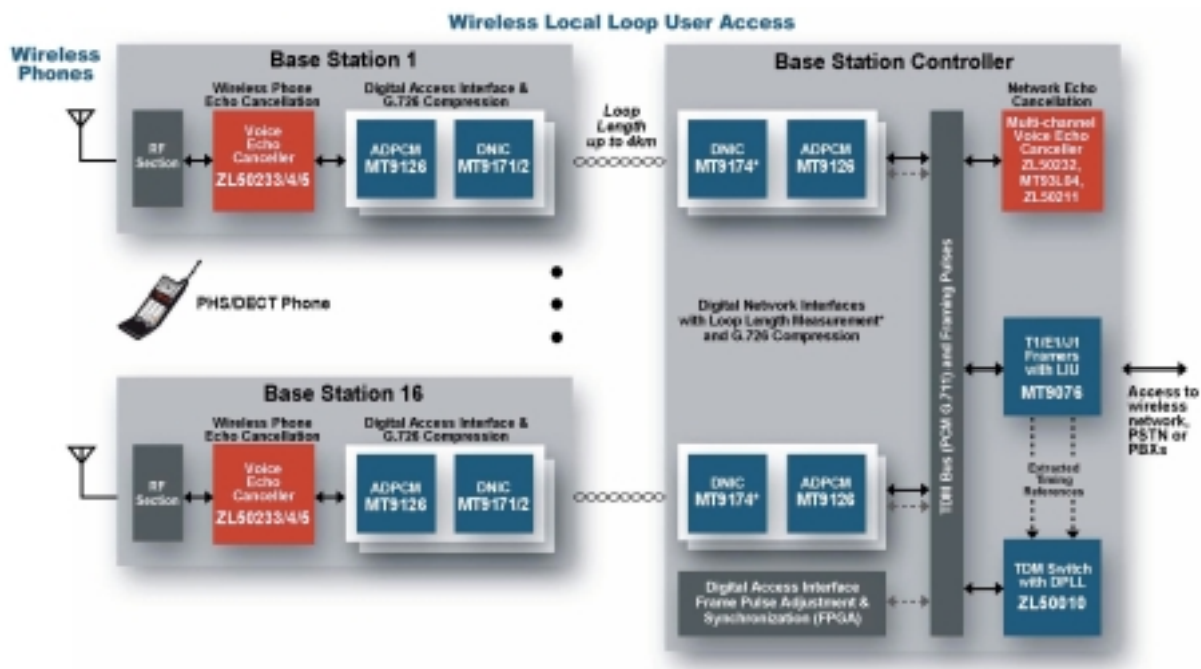 Wireless Local Loop User Access
Wireless
Phones
Base Station 1
Wireless Phone
Echo Cancellation
Digital Access Interface &
G.726 Compression
RF
Section
Voice
Echo
Canceller
ZL50233/4/5
ADPCM
MT9126
DNIC
MT9171/2
Loop
Length
up to 4km
PHS/DECT Phone
Base Station 16
Wireless Phone
Echo Cancellation
Digital Access Interface &
G.726 Compression
RF
Section
Voice
Echo
Canceller
ZL50233/4/5
ADPCM
MT9126
DNIC
MT9171/2
Base Station Controller
DNIC
MT9174*
ADPCM
MT9126
Digital Network Interfaces
with Loop Length Measurement*
and G.726 Compression
DNIC
MT9174*
ADPCM
MT9126
Digital Access Interface
Frame Pulse Adjustment &
Synchronization (FPGA)
TDM Bus (PCM G.711) and Framing Pulses
Network Echo
Cancellation
Multi-channel
Voice Echo
Canceller
ZL50232,
MT93L04,
ZL50211
T1/E1/J1
Framers
with LIU
MT9076
Access to
wireless
network,
PSTN or
PBXs
Extracted
Timing
References
TDM Switch
with DPLL
ZL50010